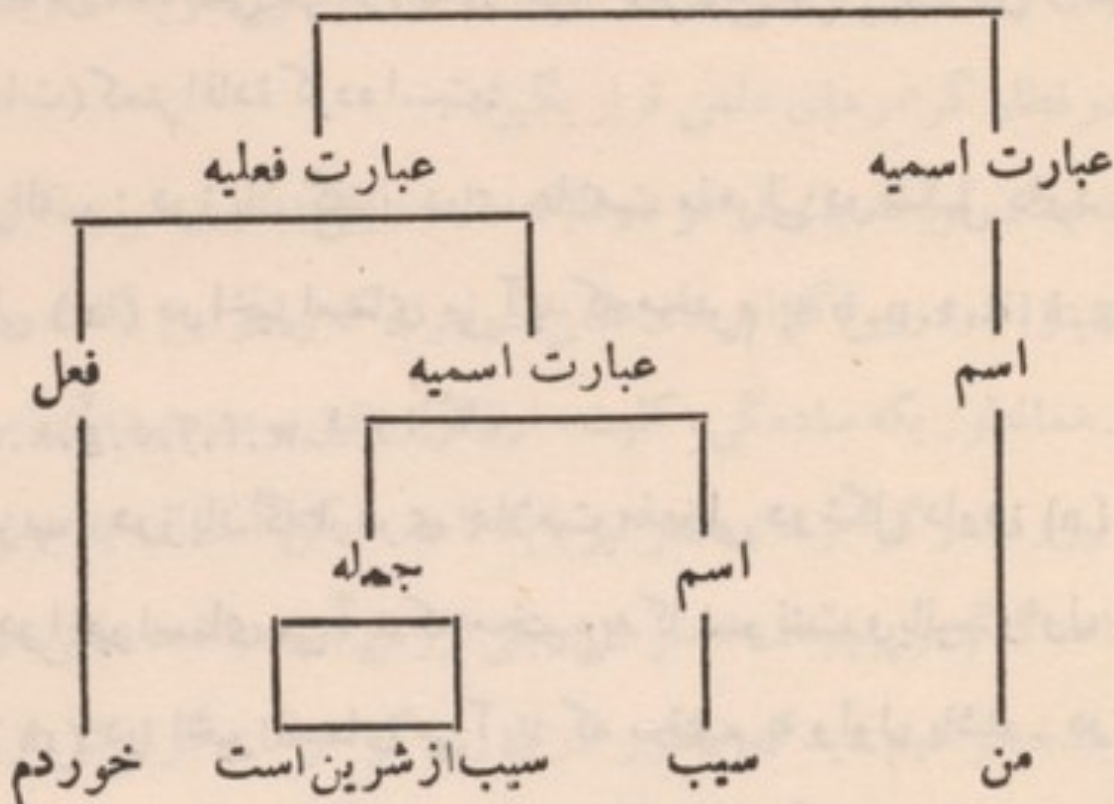 عبارت اسمیه عبارت فعلیه
اسم عبارت اسمیه فعل
اسم جمله
من سیب سیب از شرین است خوردم